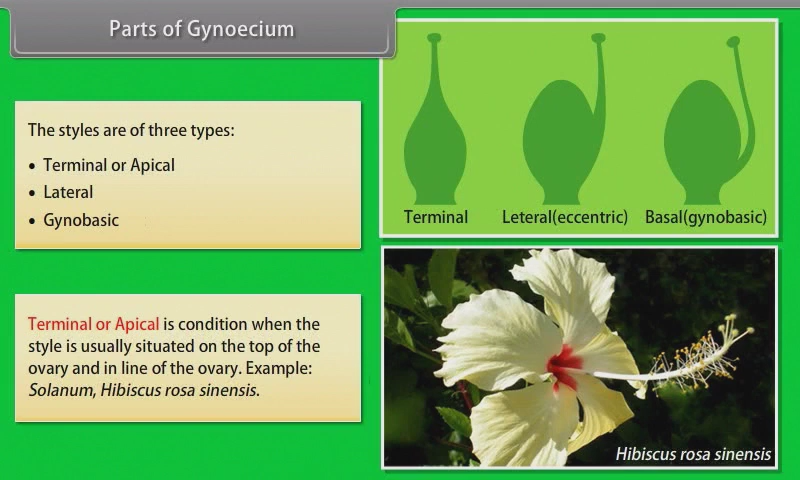 Parts of Gynoecium
The styles are of three types:
• Terminal or Apical
• Lateral
• Gynobasic
Terminal or Apical is condition when the
style is usually situated on the top of the
ovary and in line of the ovary. Example:
Solanum, Hibiscus rosa sinensis.
Terminal Leteral(eccentric) Basal(gynobasic)
Hibiscus rosa sinensis